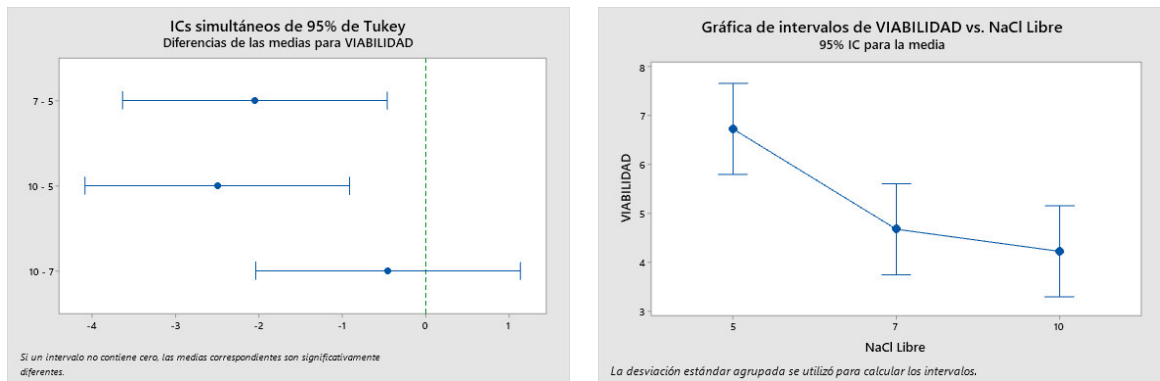 ICs simultáneos de 95% de Tukey
Diferencias de las medias para VIABILIDAD
7 - 5
10 - 5
10 - 7
-4 -3 -2 -1 0 1
Si un intervalo no contiene cero, las medias correspondientes son significativamente
diferentes.
Gráfica de intervalos de VIABILIDAD vs. NaCl Libre
95% IC para la media
VIABILIDAD
8
7
6
5
4
3
5 7 10
NaCl Libre
La desviación estándar agrupada se utilizó para calcular los intervalos.